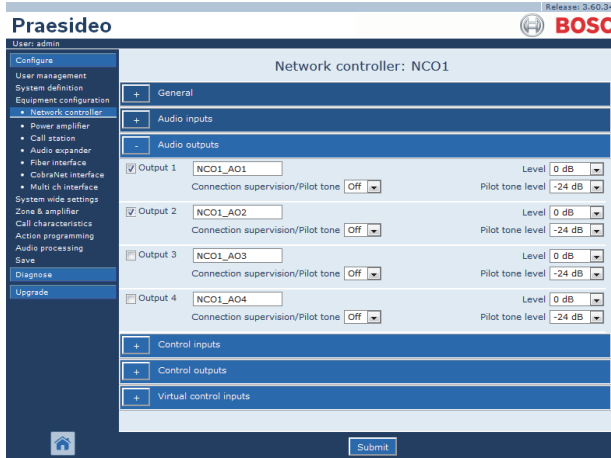 Release: 3.60.34
Praesideo
BOSC
User: admin
Configure
User management
System definition
Equipment configuration
• Network controller
• Power amplifier
• Call station
• Audio expander
• Fiber interface
• CobraNet interface
• Multi ch interface
System wide settings
Zone & amplifier
Call characteristics
Action programming
Audio processing
Save
Diagnose
Upgrade
Network controller: NCO1
+ General
+ Audio inputs
- Audio outputs
Output 1 NCO1_AO1 Level 0 dB
Connection supervision/Pilot tone Off Pilot tone level -24 dB
Output 2 NCO1_AO2 Level 0 dB
Connection supervision/Pilot tone Off Pilot tone level -24 dB
Output 3 NCO1_AO3 Level 0 dB
Connection supervision/Pilot tone Off Pilot tone level -24 dB
Output 4 NCO1_AO4 Level 0 dB
Connection supervision/Pilot tone Off Pilot tone level -24 dB
+ Control inputs
+ Control outputs
+ Virtual control inputs
Submit